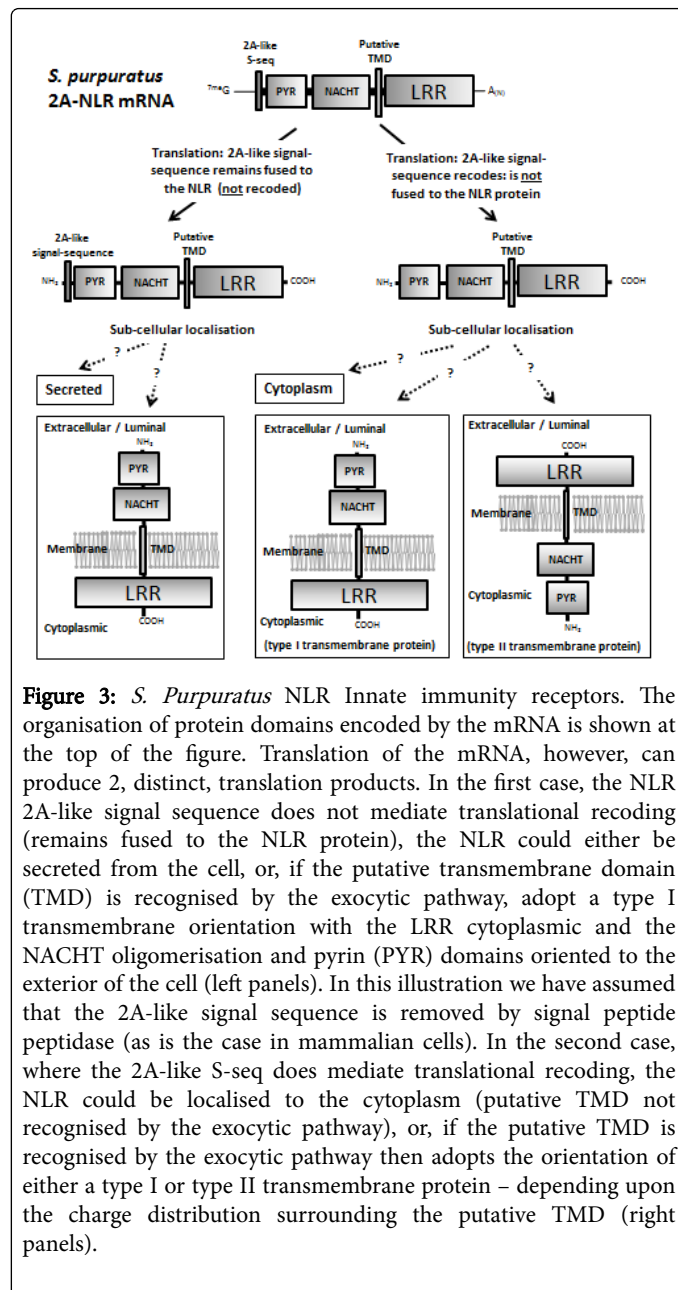 2A-like
S-seq
Putative
TMD
S. purpuratus
2A-NLR mRNA
7meG
PYR
NACHT
LRR
A(N)
Translation: 2A-like signal-
sequence remains fused to
the NLR (not recoded)
Translation: 2A-like signal-
sequence recodes: is not
fused to the NLR protein
2A-like
signal-sequence
Putative
TMD
NH2
PYR
NACHT
LRR
COOH
Putative
TMD
NH2
PYR
NACHT
LRR
COOH
Sub-cellular localisation
Sub-cellular localisation
?
?
?
?
?
Secreted
Cytoplasm
Extracellular / Luminal
NH2
PYR
NACHT
Membrane
TMD
LRR
COOH
Cytoplasmic
Extracellular / Luminal
NH2
PYR
NACHT
Membrane
TMD
LRR
Cytoplasmic
COOH
(type I transmembrane protein)
Extracellular / Luminal
COOH
LRR
Membrane
TMD
NACHT
Cytoplasmic
PYR
NH2
(type II transmembrane protein)
Figure 3: S. Purpuratus NLR Innate immunity receptors. The
organisation of protein domains encoded by the mRNA is shown at
the top of the figure. Translation of the mRNA, however, can
produce 2, distinct, translation products. In the first case, the NLR
2A-like signal sequence does not mediate translational recoding
(remains fused to the NLR protein), the NLR could either be
secreted from the cell, or, if the putative transmembrane domain
(TMD) is recognised by the exocytic pathway, adopt a type I
transmembrane orientation with the LRR cytoplasmic and the
NACHT oligomerisation and pyrin (PYR) domains oriented to the
exterior of the cell (left panels). In this illustration we have assumed
that the 2A-like signal sequence is removed by signal peptide
peptidase (as is the case in mammalian cells). In the second case,
where the 2A-like S-seq does mediate translational recoding, the
NLR could be localised to the cytoplasm (putative TMD not
recognised by the exocytic pathway), or, if the putative TMD is
recognised by the exocytic pathway then adopts the orientation of
either a type I or type II transmembrane protein – depending upon
the charge distribution surrounding the putative TMD (right
panels).